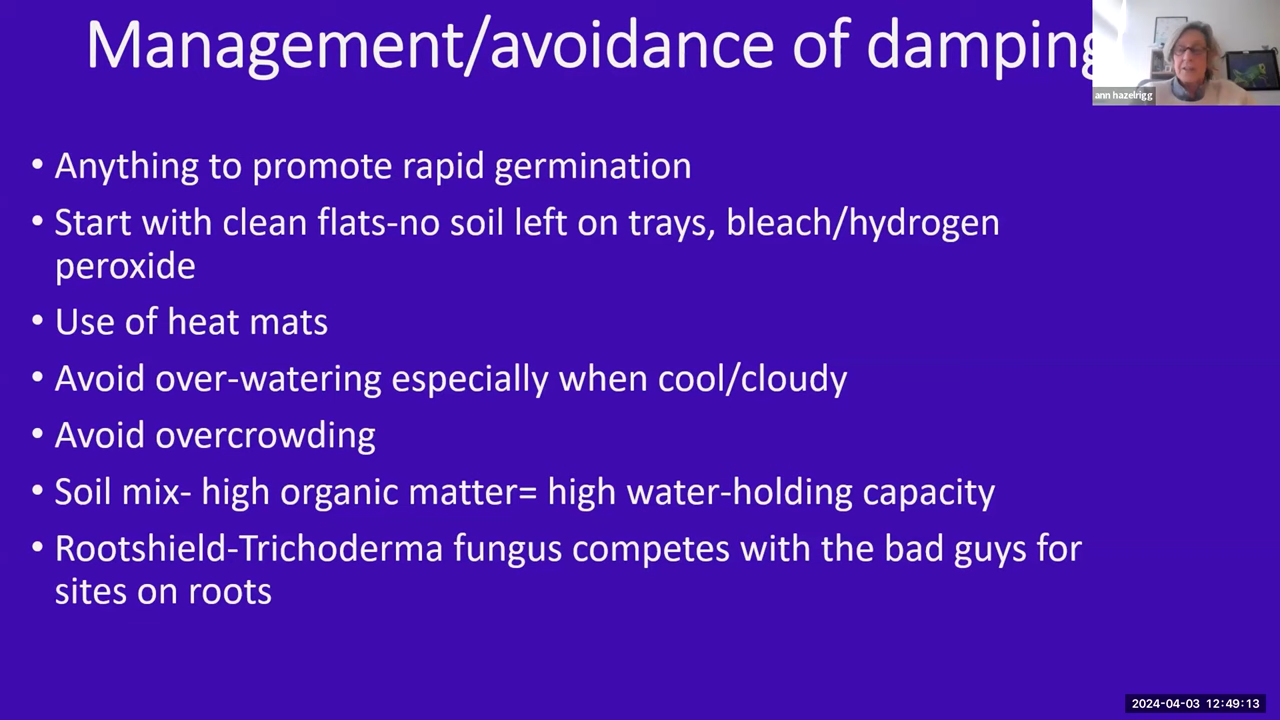 Management/avoidance of damping
ann hazelrigg
• Anything to promote rapid germination
• Start with clean flats-no soil left on trays, bleach/hydrogen
peroxide
• Use of heat mats
• Avoid over-watering especially when cool/cloudy
• Avoid overcrowding
• Soil mix- high organic matter= high water-holding capacity
• Rootshield-Trichoderma fungus competes with the bad guys for
sites on roots
2024-04-03 12:49:13